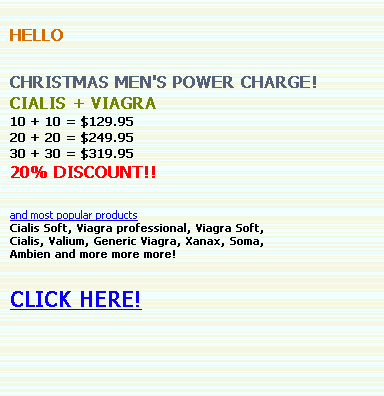 HELLO
CHRISTMAS MEN'S POWER CHARGE!
CIALIS + VIAGRA
10 + 10 = $129.95
20 + 20 = $249.95
30 + 30 = $319.95
20% DISCOUNT!!
and most popular products
Cialis Soft, Viagra professional, Viagra Soft,
Cialis, Valium, Generic Viagra, Xanax, Soma,
Ambien and more more more!
CLICK HERE!